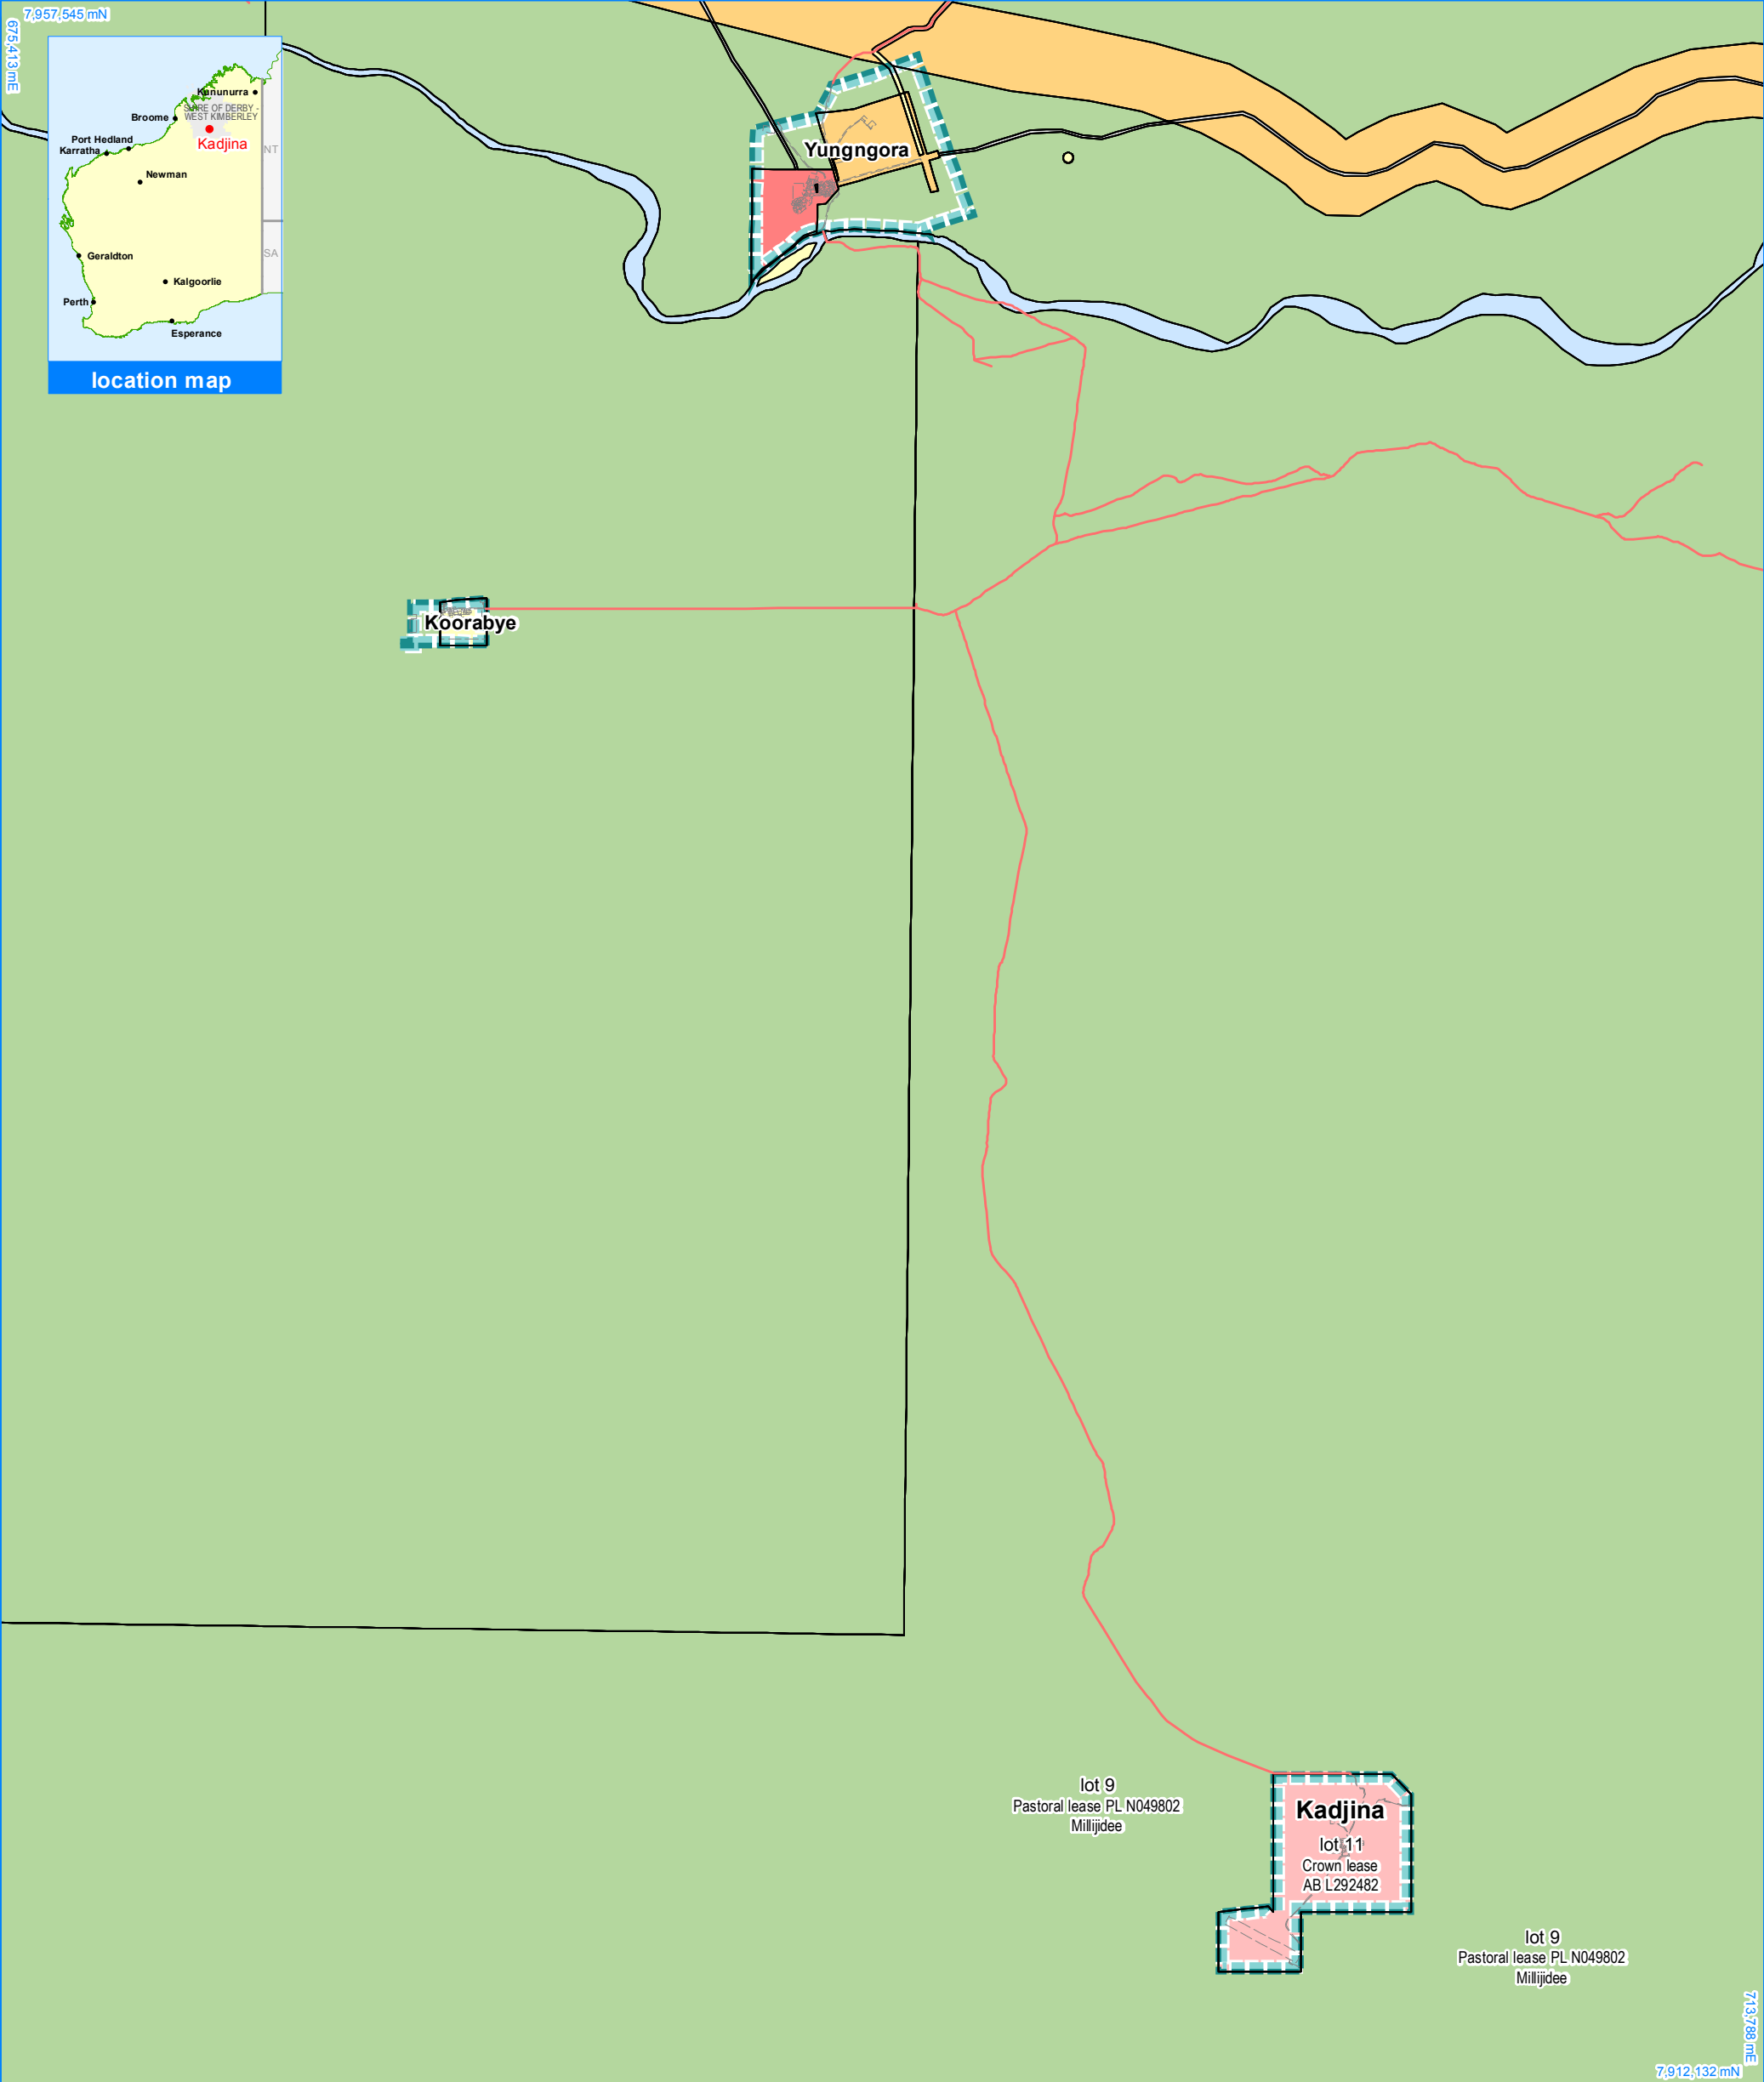 7,957,545 mN
675,413 mE
Kununurra
SHIRE OF DERBY -
WEST KIMBERLEY
Broome
Kadjina
Port Hedland
Karratha
NT
Newman
Geraldton
SA
Kalgoorlie
Perth
Esperance
location map
Yungngora
Koorabye
lot 9
Pastoral lease PL N049802
Millijidee
Kadjina
lot 11
Crown lease
AB L292482
lot 9
Pastoral lease PL N049802
Millijidee
713,788 mE
7,912,132 mN